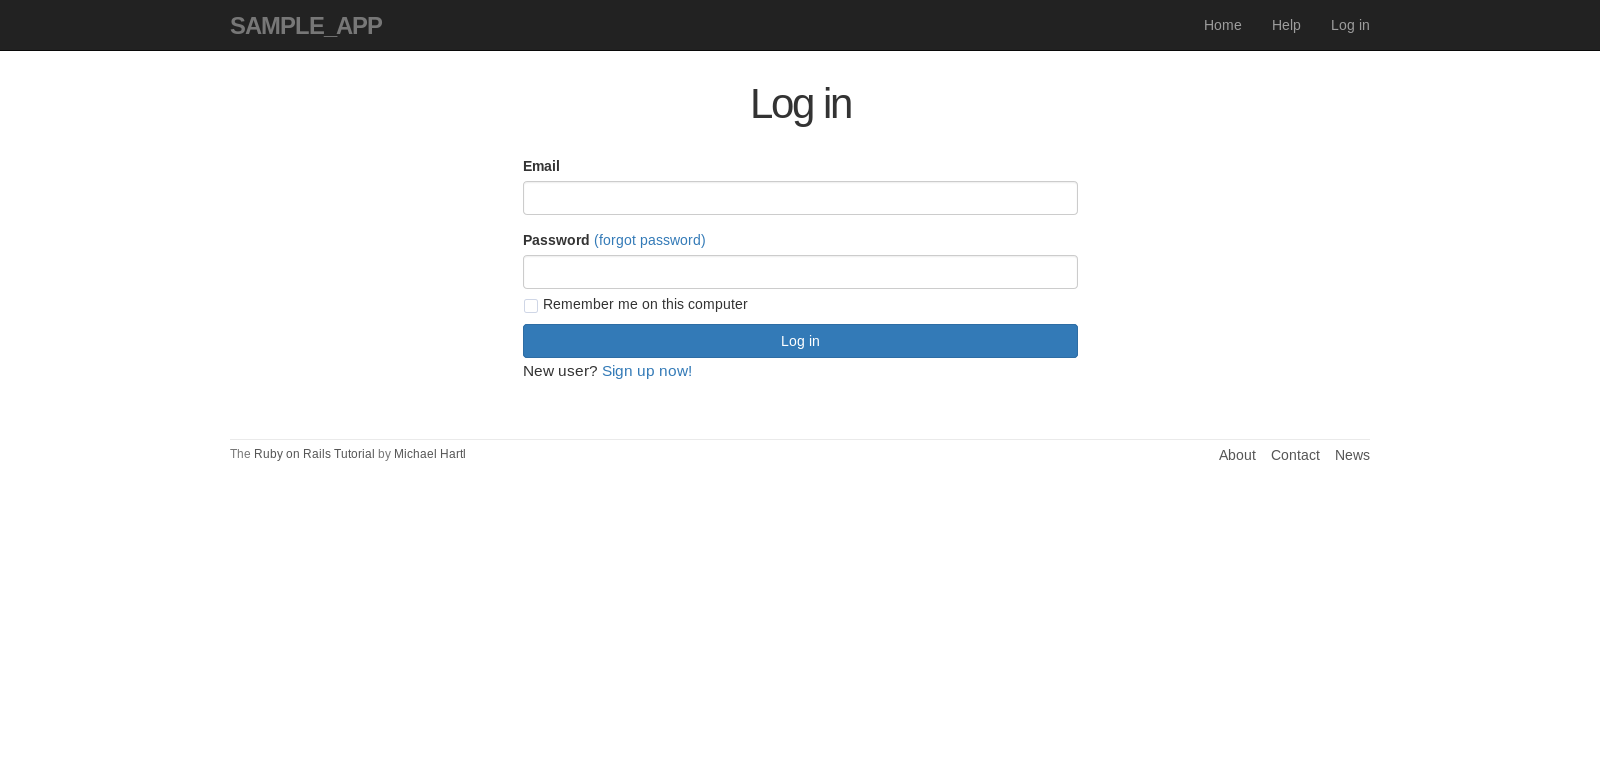 SAMPLE_APP Home Help Log in
Log in
Email
Password (forgot password)
Remember me on this computer
Log in
New user? Sign up now!
The Ruby on Rails Tutorial by Michael Hartl About Contact News